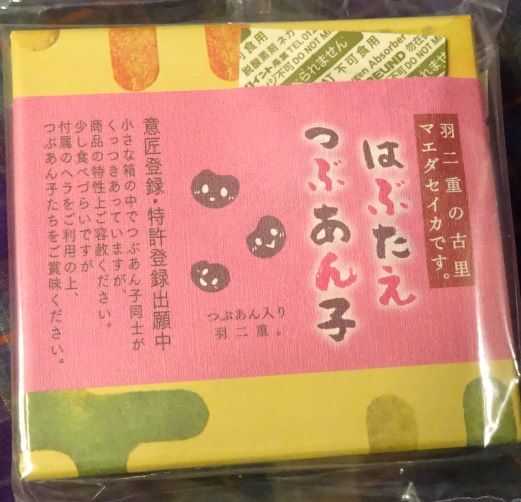 羽二重の古里
マエダセイカです。
はぶたえ
つぶあん子
つぶあん入り
羽二重。
意匠登録・特許登録出願中
小さな箱の中でつぶあん子同士が
くっつきあっていますが、
商品の特性上ご容赦ください。
少し食べづらいですが
付属のヘラをご利用の上、
つぶあん子たちをご賞味ください。
不可食用
DO NOT